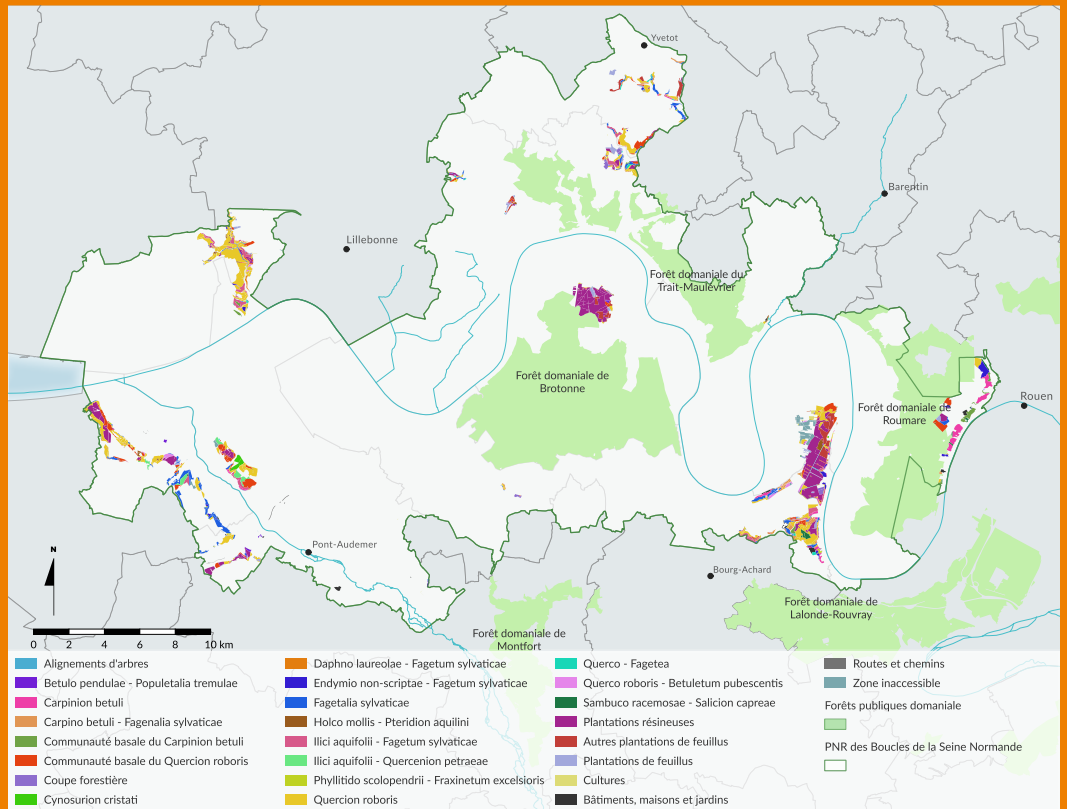 Yvetot
Barentin
Lillebonne
Forêt domaniale du
Trait-Maulévrier
Forêt domaniale de
Brotonne
Rouen
Forêt domaniale de
Roumare
Pont-Audemer
N
Bourg-Achard
Forêt domaniale de
Lalonde-Rouvray
Forêt domaniale de
Montfort
0 2 4 6 8 10 km
Alignements d'arbres
Betulo pendulae - Populetalia tremulae
Carpinion betuli
Carpino betuli - Fagenalia sylvaticae
Communauté basale du Carpinion betuli
Communauté basale du Quercion roboris
Coupe forestière
Cynosurion cristati
Daphno laureolae - Fagetum sylvaticae
Endymio non-scriptae - Fagetum sylvaticae
Fagetalia sylvaticae
Holco mollis - Pteridion aquilini
Ilici aquifolii - Fagetum sylvaticae
Ilici aquifolii - Quercenion petraeae
Phyllitido scolopendrii - Fraxinetum excelsioris
Quercion roboris
Querco - Fagetea
Querco roboris - Betuletum pubescentis
Sambuco racemosae - Salicion capreae
Plantations résineuses
Autres plantations de feuillus
Plantations de feuillus
Cultures
Bâtiments, maisons et jardins
Routes et chemins
Zone inaccessible
Forêts publiques domaniale
PNR des Boucles de la Seine Normande